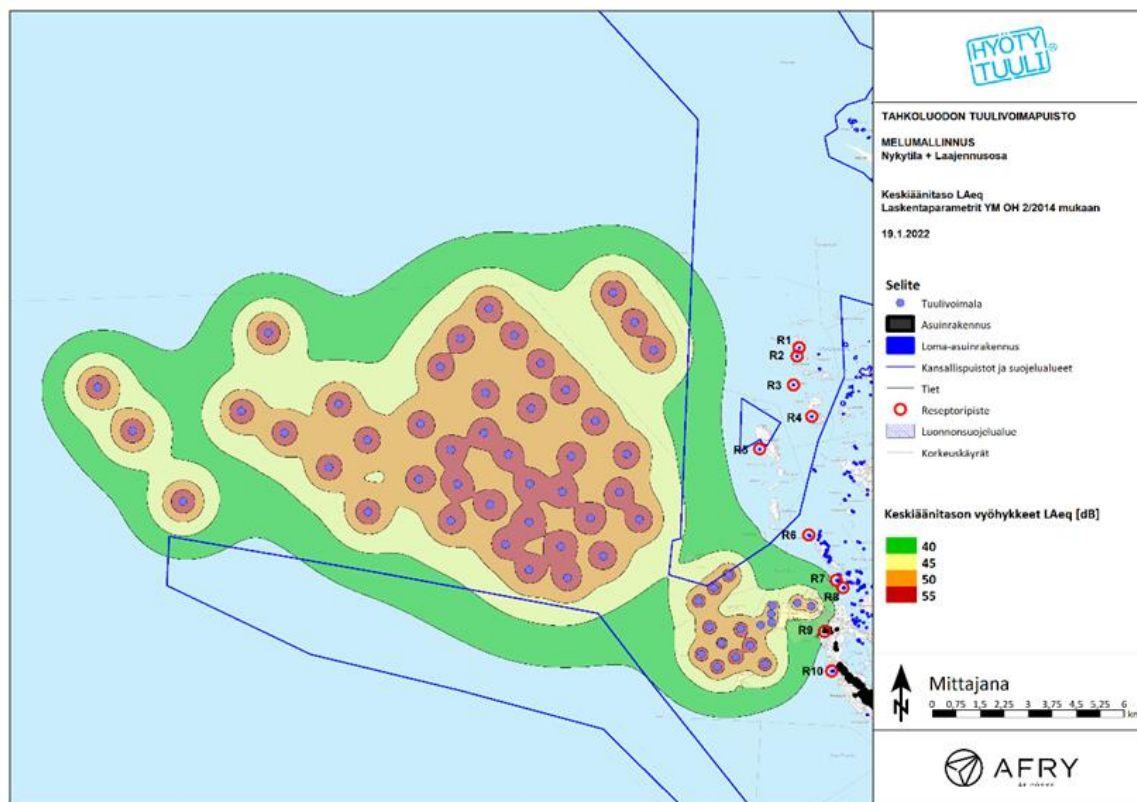 HYÖTY
TUULI®
TAHKOLUODON TUULIVOIMAPUISTO
MELUMALLINNUS
Nykytila + Laajennusosa
Keskiäänitaso LAeq
Laskentaparametrit YM OH 2/2014 mukaan
19.1.2022
Selite
Tuulivoimala
Asuinrakennus
Loma-asuinrakennus
Kansallispuistot ja suojelualueet
Tiet
Reseptoripiste
Luonnonsuojelualue
Korkeuskäyrät
Keskiäänitason vyöhykkeet LAeq [dB]
40
45
50
55
N
Mittajana
0 0,75 1,5 2,25 3 3,75 4,5 5,25 6
km
AFRY
R1
R2
R3
R4
R5
R6
R7
R8
R9
R10